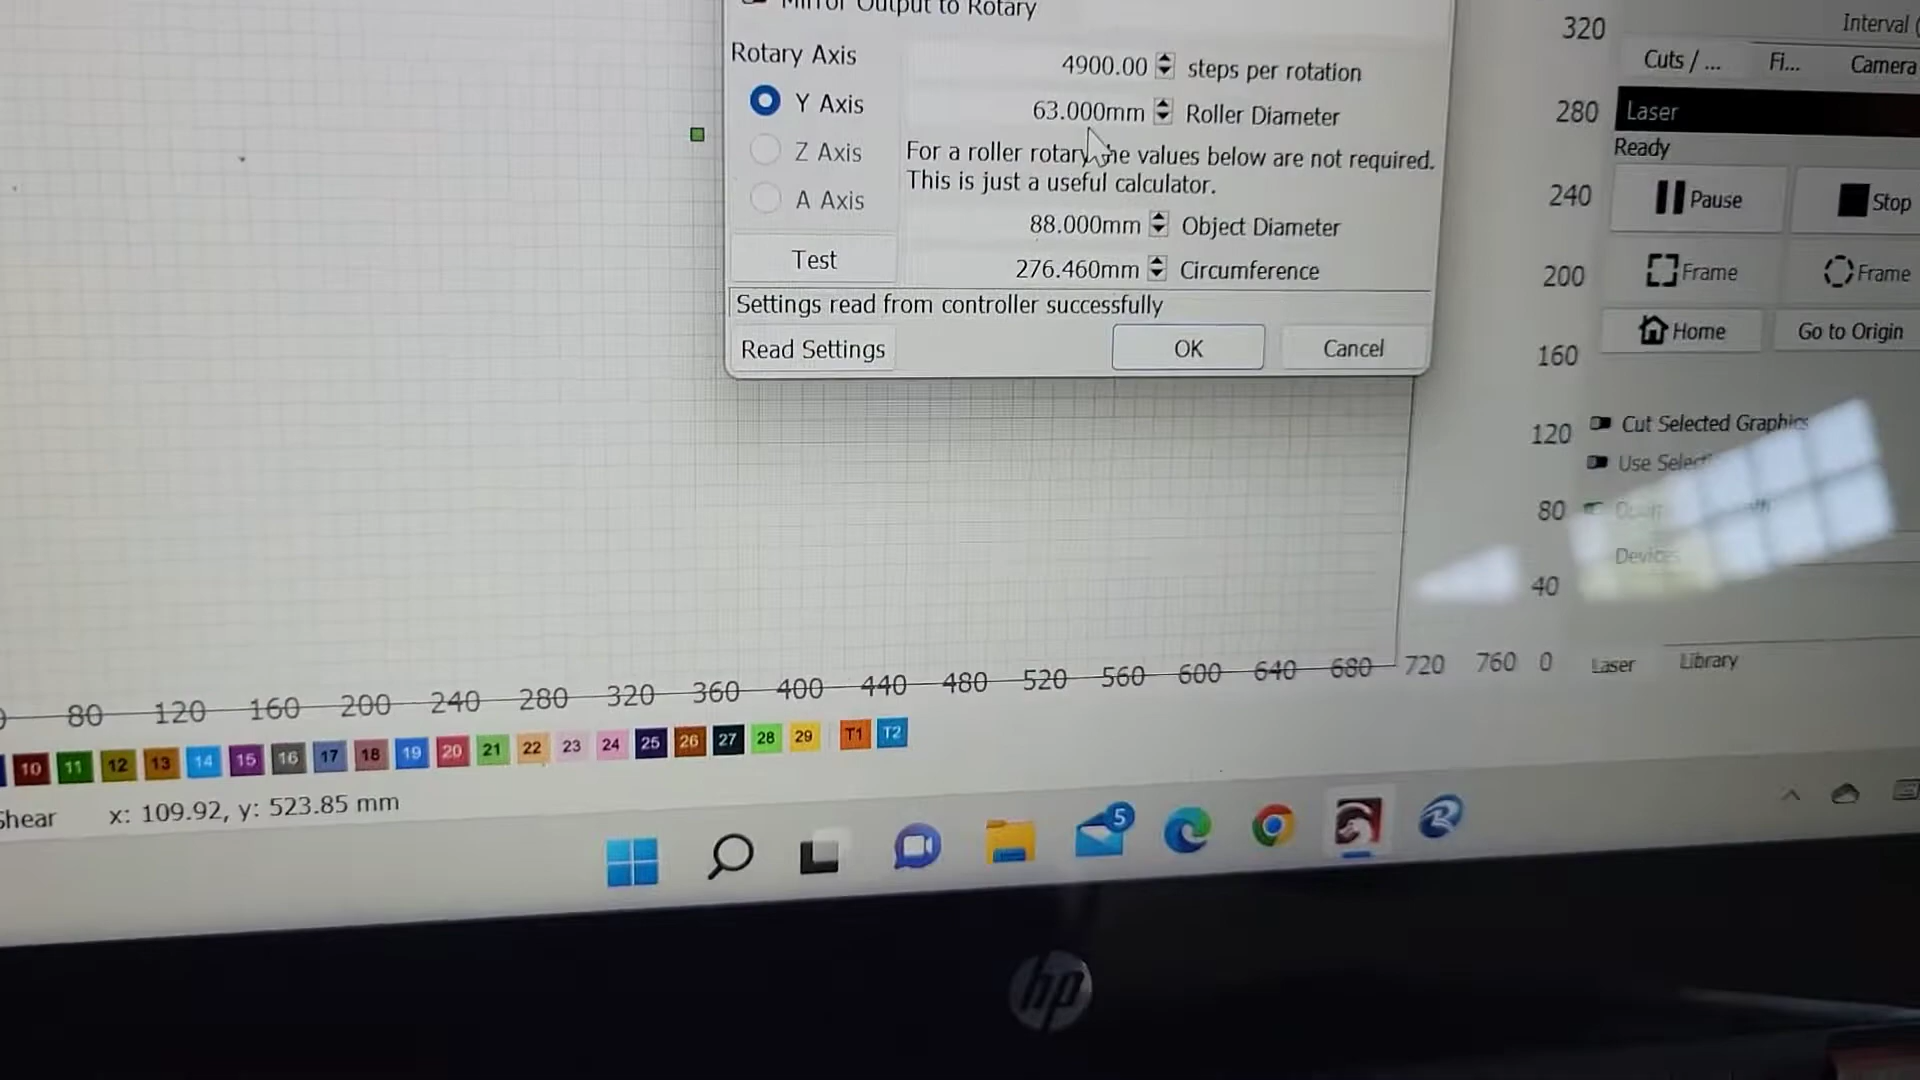 Mirror Output to Rotary
Rotary Axis
4900.00 steps per rotation
Y Axis
63.000mm Roller Diameter
Z Axis
For a roller rotary he values below are not required.
This is just a useful calculator.
A Axis
88.000mm Object Diameter
Test
276.460mm Circumference
Settings read from controller successfully
Read Settings
OK
Cancel
320
280
240
200
160
120
80
40
Interval (
Cuts / ...
Fi...
Camera
Laser
Ready
Pause
Stop
Frame
Frame
Home
Go to Origin
Cut Selected Graphics
Use Select
Devices
80 120 160 200 240 280 320 360 400 440 480 520 560 600 640 680 720 760 0
Laser
Library
10 11 12 13 14 15 16 17 18 19 20 21 22 23 24 25 26 27 28 29 T1 T2
Shear
x: 109.92, y: 523.85 mm
5
hp